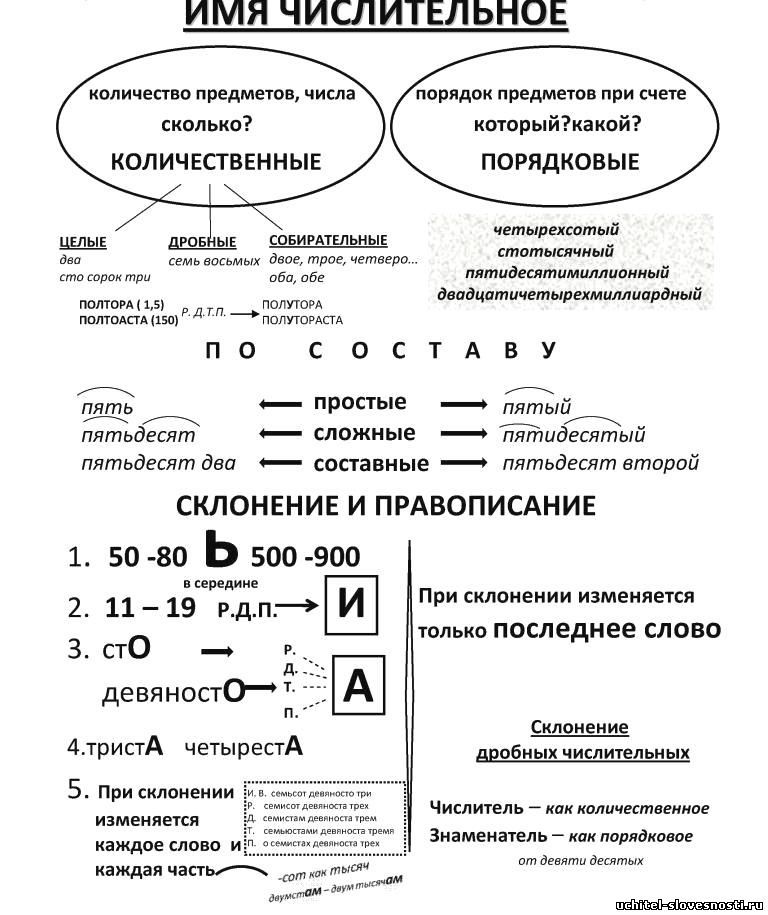 ИМЯ ЧИСЛИТЕЛЬНОЕ
количество предметов, числа
сколько?
КОЛИЧЕСТВЕННЫЕ
порядок предметов при счете
который?какой?
ПОРЯДКОВЫЕ
ЦЕЛЫЕ
два
сто сорок три
ДРОБНЫЕ
семь восьмых
СОБИРАТЕЛЬНЫЕ
двое, трое, четверо…
оба, обе
четырехсотый
стотысячный
пятидесятимиллионный
двадцатичетырехмиллиардный
ПОЛТОРА ( 1,5)
ПОЛТОАСТА (150)
Р. Д.Т.П.
ПОЛУТОРА
ПОЛУТОРАСТА
ПО СОСТАВУ
пять простые пятый
пятьдесят сложные пятидесятый
пятьдесят два составные пятьдесят второй
СКЛОНЕНИЕ И ПРАВОПИСАНИЕ
1. 50 -80 Ь 500 -900
в середине
2. 11 – 19 Р.Д.П. И
3. стО
девяностО
Р.
Д.
Т.
П.
А
4.тристА четырестА
5. При склонении
изменяется
каждое слово и
каждая часть
И. В. семьсот девяносто три
Р. семисот девяноста трех
Д. семистам девяноста трем
Т. семьюстами девяноста тремя
П. о семистах девяноста трех
-сот как тысяч
двумстам – двум тысячам
При склонении изменяется
только последнее слово
Склонение
дробных числительных
Числитель – как количественное
Знаменатель – как порядковое
от девяти десятых
uchitel-slovesnosti.ru